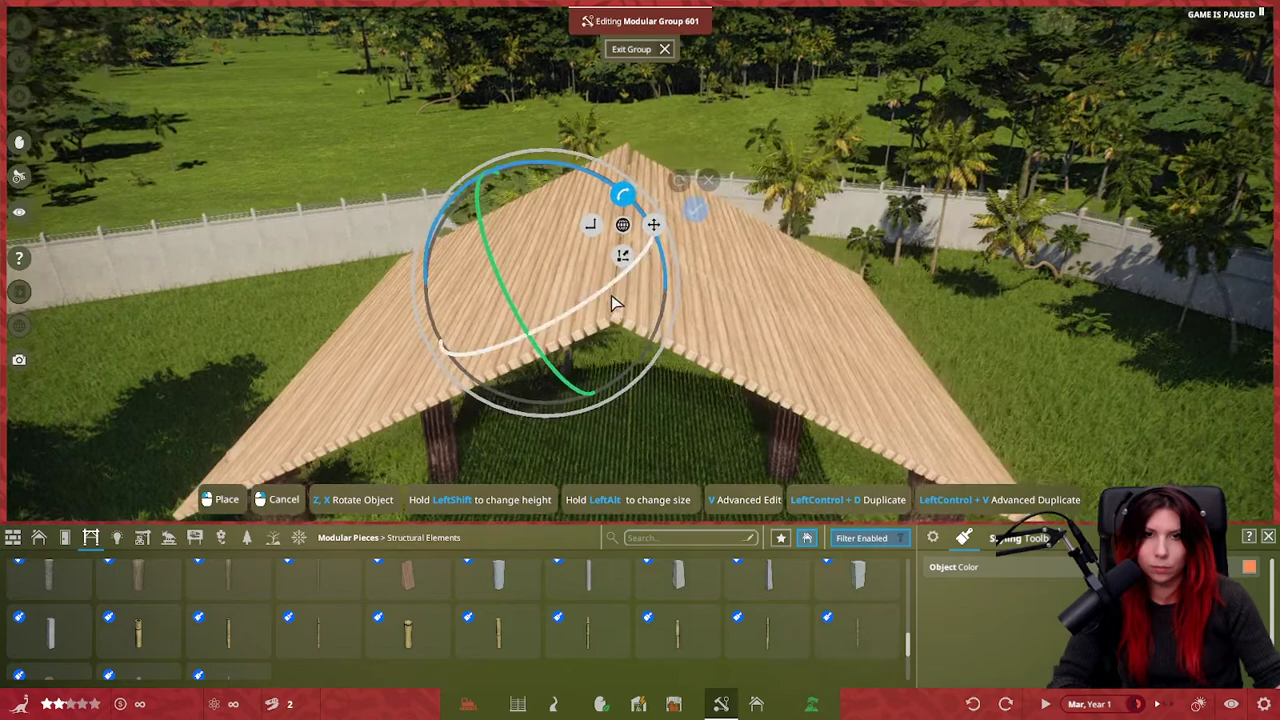 Editing Modular Group 601
GAME IS PAUSED
Exit Group
Place
Cancel
Z, X Rotate Object
Hold LeftShift to change height
Hold LeftAlt to change size
V Advanced Edit
LeftControl + D Duplicate
LeftControl + V Advanced Duplicate
?
Modular Pieces > Structural Elements
Search...
Filter Enabled
?
Object Color
2
Mar, Year 1